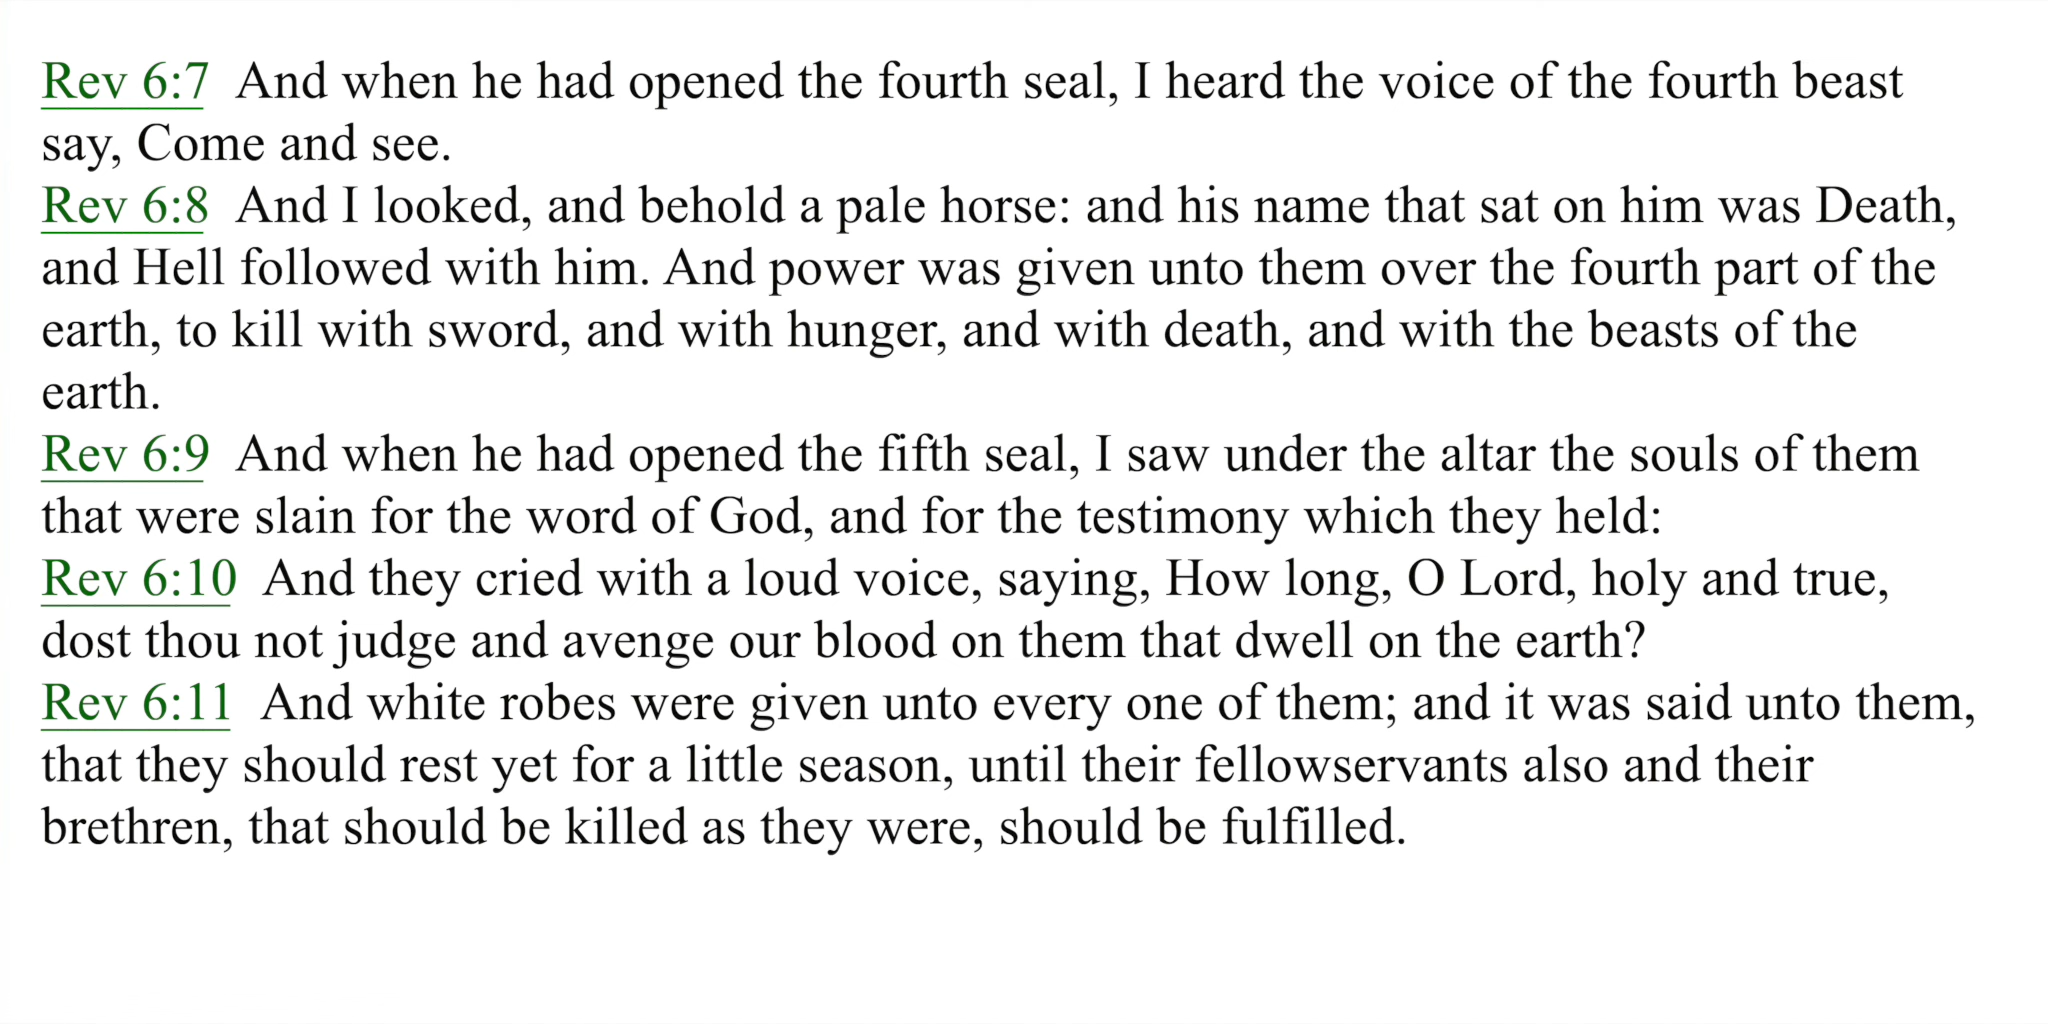 Rev 6:7 And when he had opened the fourth seal, I heard the voice of the fourth beast
say, Come and see.
Rev 6:8 And I looked, and behold a pale horse: and his name that sat on him was Death,
and Hell followed with him. And power was given unto them over the fourth part of the
earth, to kill with sword, and with hunger, and with death, and with the beasts of the
earth.
Rev 6:9 And when he had opened the fifth seal, I saw under the altar the souls of them
that were slain for the word of God, and for the testimony which they held:
Rev 6:10 And they cried with a loud voice, saying, How long, O Lord, holy and true,
dost thou not judge and avenge our blood on them that dwell on the earth?
Rev 6:11 And white robes were given unto every one of them; and it was said unto them,
that they should rest yet for a little season, until their fellowservants also and their
brethren, that should be killed as they were, should be fulfilled.